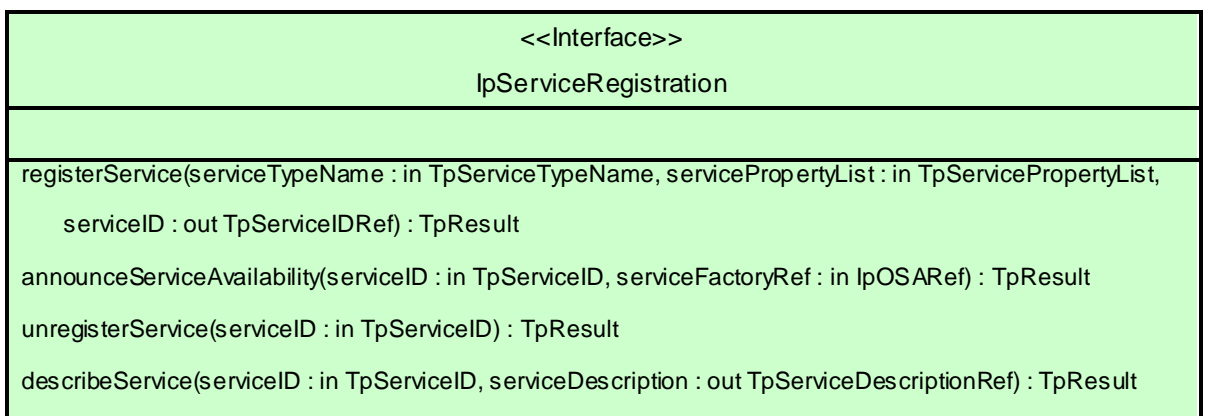 <<Interface>>
IpServiceRegistration
registerService(serviceTypeName : in TpServiceTypeName, servicePropertyList : in TpServicePropertyList,
serviceID : out TpServiceIDRef) : TpResult
announceServiceAvailability(serviceID : in TpServiceID, serviceFactoryRef : in IpOSARef) : TpResult
unregisterService(serviceID : in TpServiceID) : TpResult
describeService(serviceID : in TpServiceID, serviceDescription : out TpServiceDescriptionRef) : TpResult